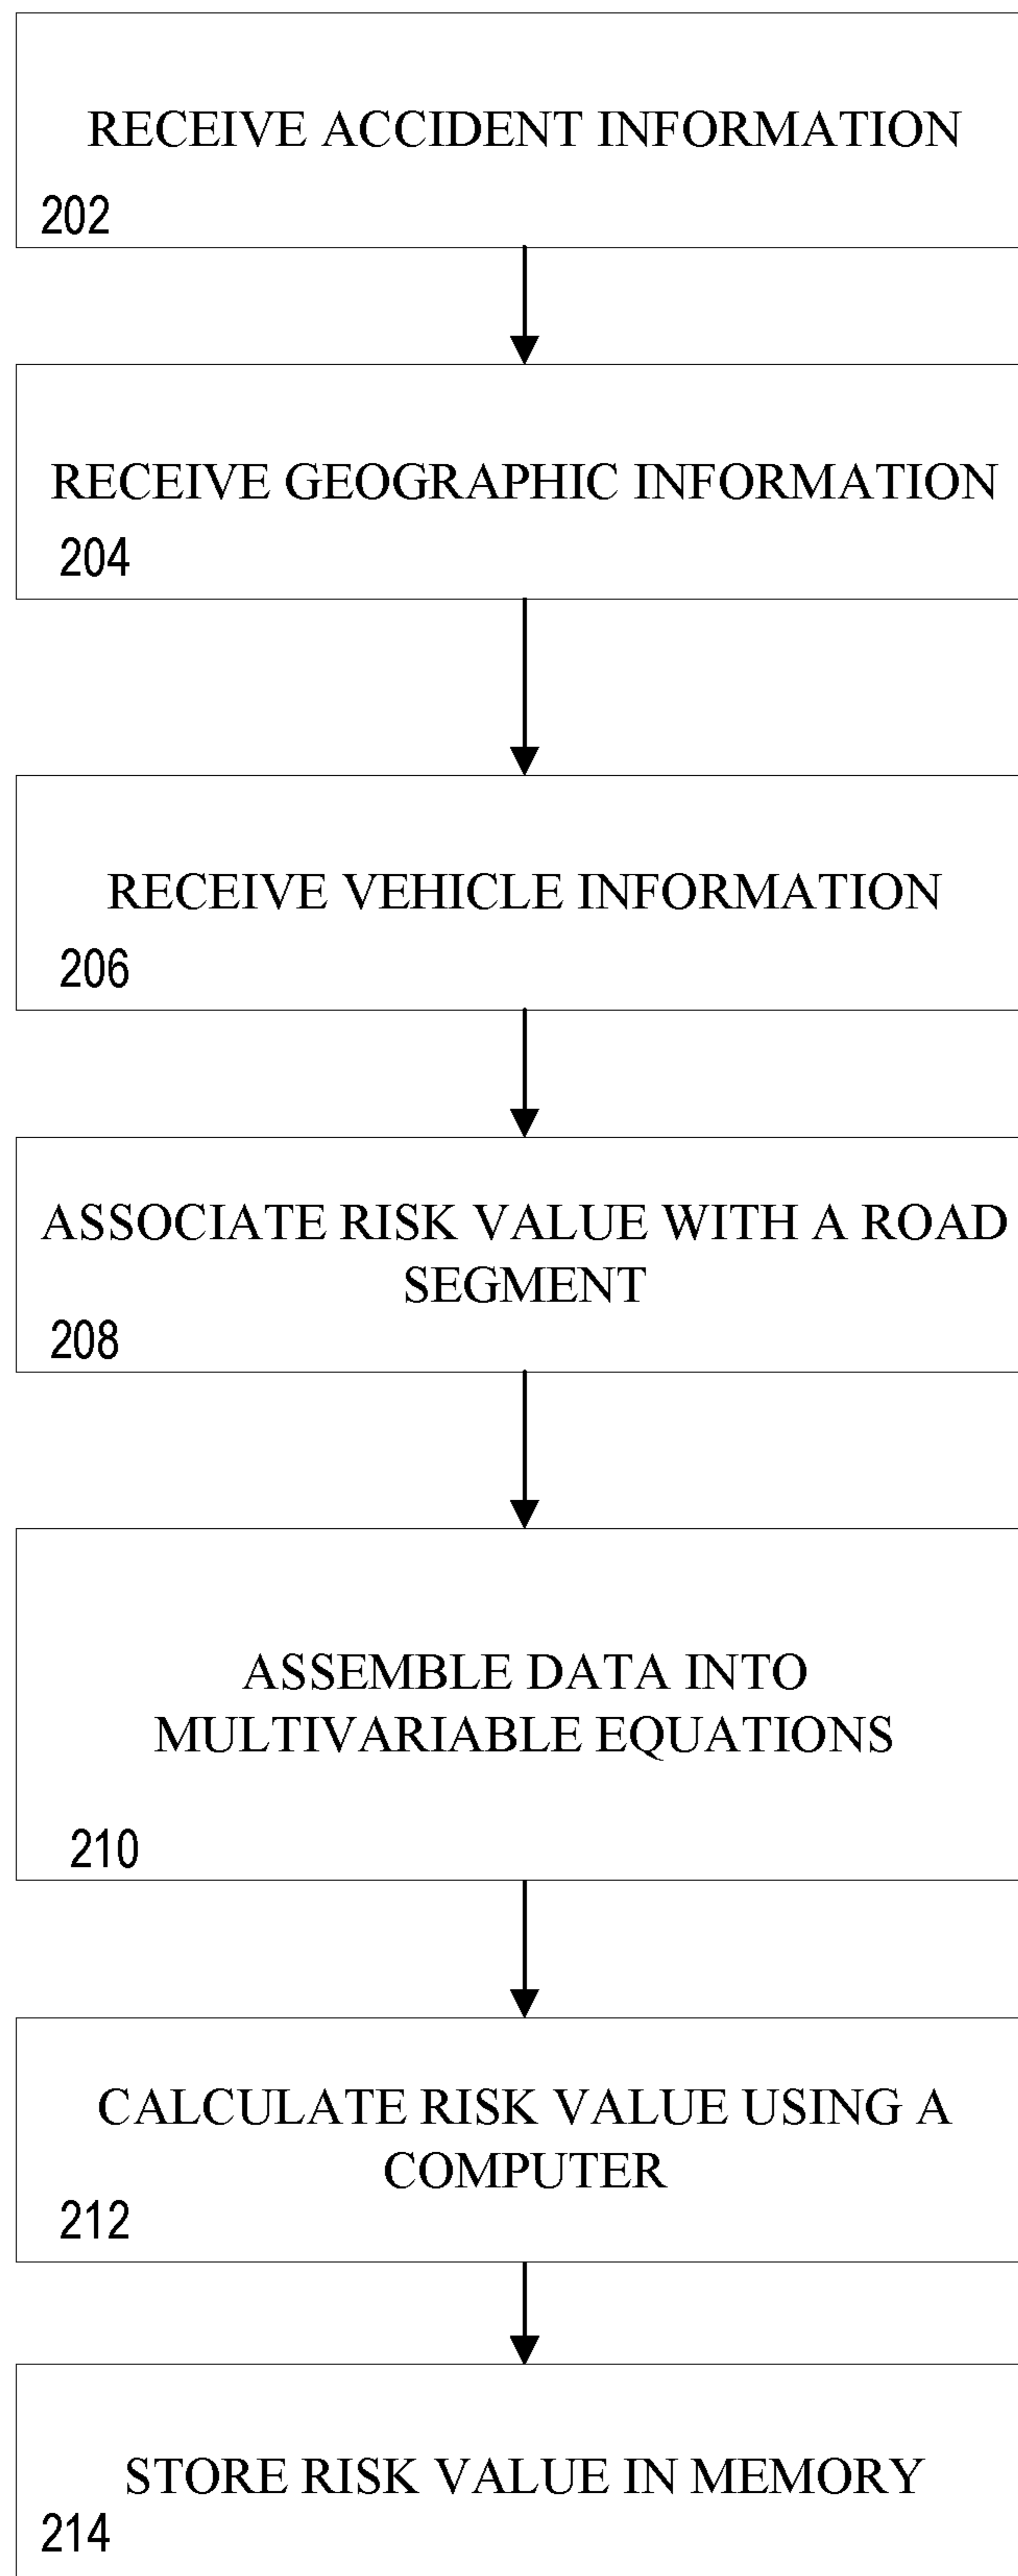 RECEIVE ACCIDENT INFORMATION
202
RECEIVE GEOGRAPHIC INFORMATION
204
RECEIVE VEHICLE INFORMATION
206
ASSOCIATE RISK VALUE WITH A ROAD
SEGMENT
208
ASSEMBLE DATA INTO
MULTIVARIABLE EQUATIONS
210
CALCULATE RISK VALUE USING A
COMPUTER
212
STORE RISK VALUE IN MEMORY
214